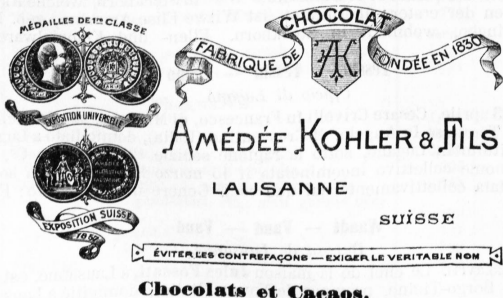 MÉDAILLES DE 1RE CLASSE
EXPOSITION UNIVERSELLE
EXPOSITION SUISSE
CHOCOLAT
FABRIQUE DE
FONDÉE EN 1830
AK
AMÉDÉE KOHLER & FILS
LAUSANNE
SUISSE
ÉVITER LES CONTREFAÇONS — EXIGER LE VERITABLE NOM
Chocolats et Cacaos.